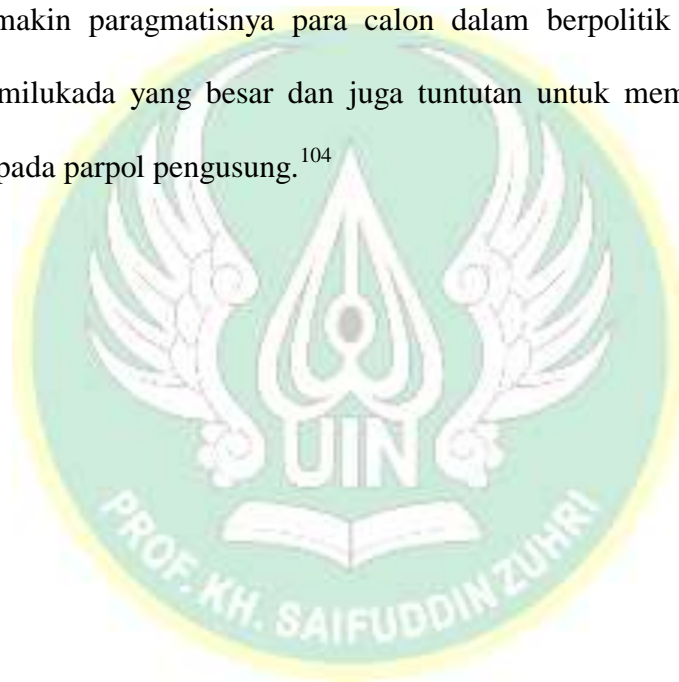 makin paragmatisnya para calon dalam berpolitik
milukada yang besar dan juga tuntutan untuk mem
pada parpol pengusung.104
UIN
PROF. KH. SAIFUDDIN ZUHRI